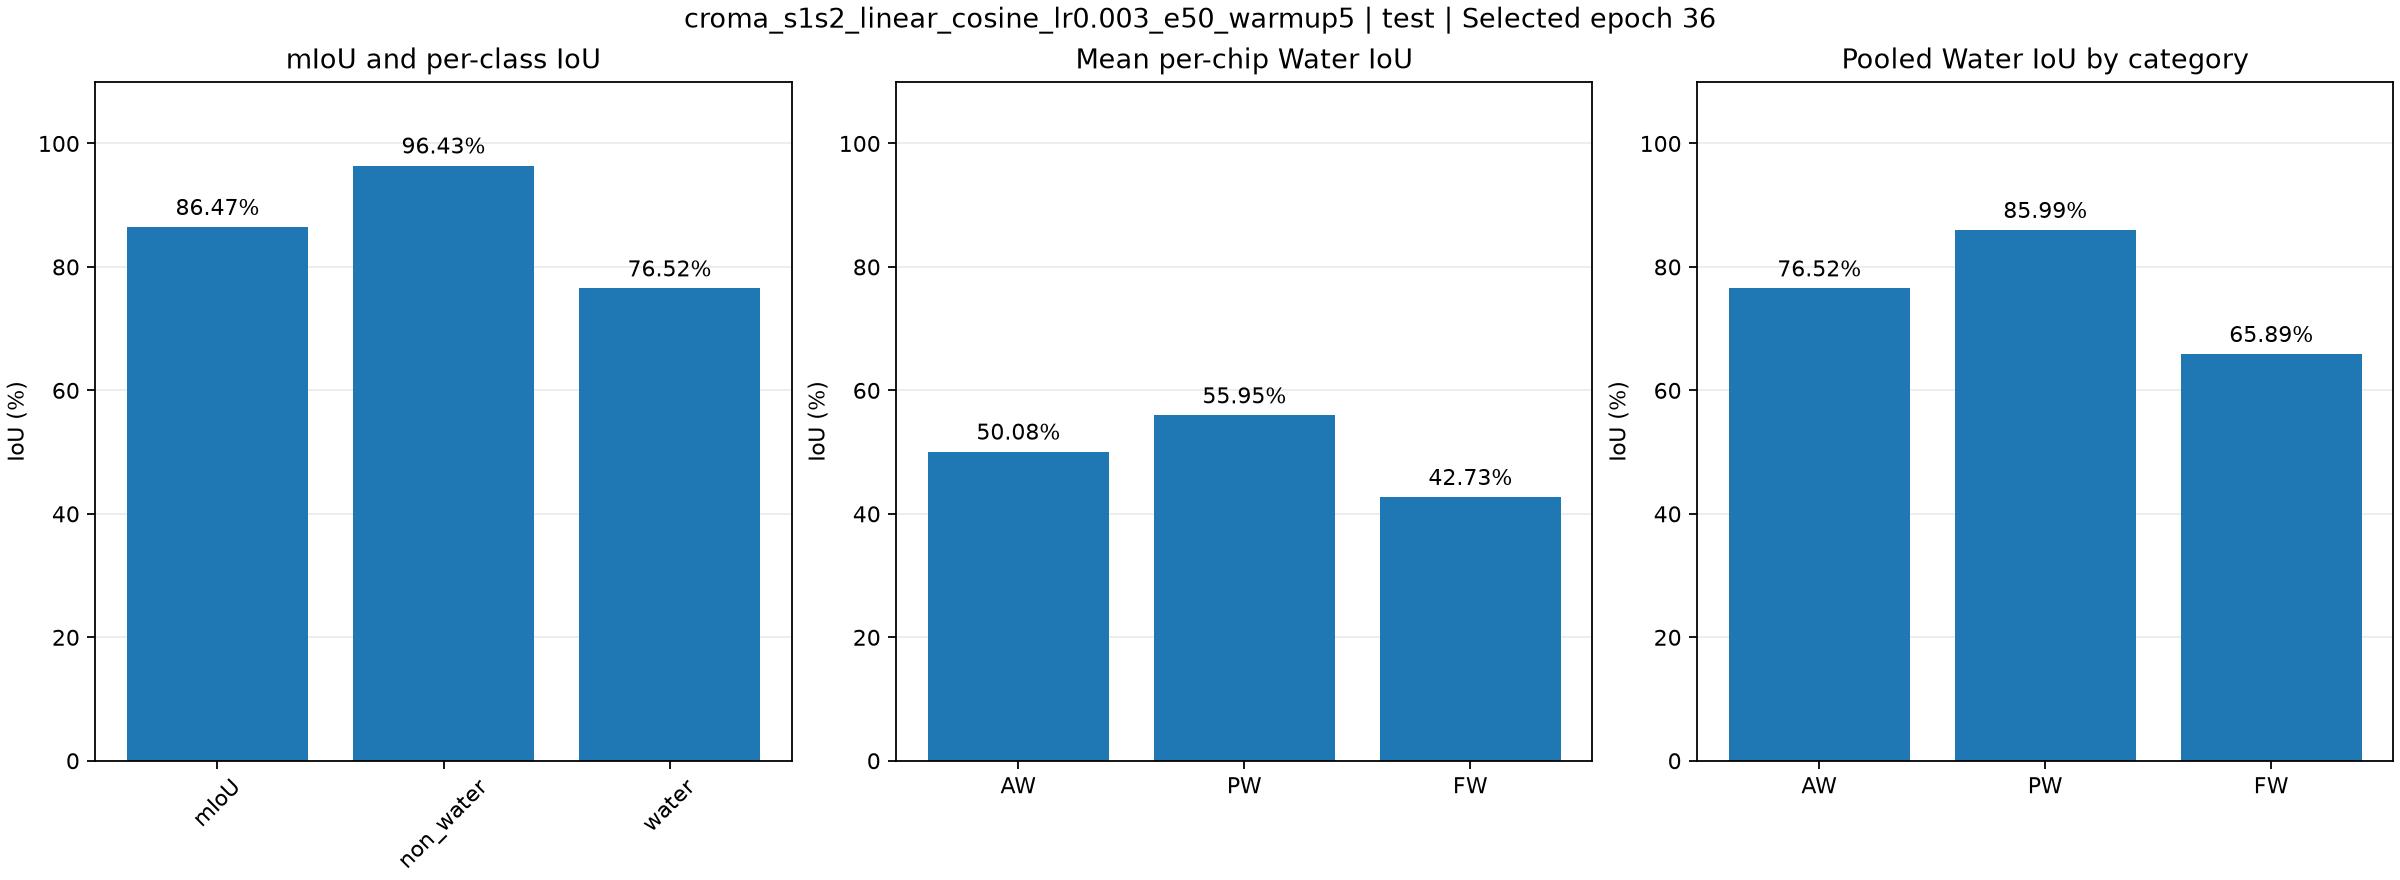 croma_s1s2_linear_cosine_lr0.003_e50_warmup5 | test | Selected epoch 36
mIoU and per-class IoU
IoU (%)
100
80
60
40
20
0
86.47%
96.43%
76.52%
mIoU
non_water
water
Mean per-chip Water IoU
IoU (%)
100
80
60
40
20
0
50.08%
55.95%
42.73%
AW
PW
FW
Pooled Water IoU by category
IoU (%)
100
80
60
40
20
0
76.52%
85.99%
65.89%
AW
PW
FW